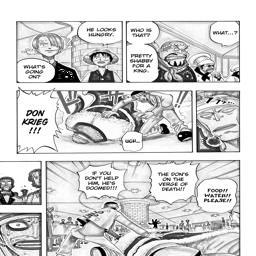 WHAT...?
WHO IS
THAT?
PRETTY
SHABBY
FOR A
KING.
HE LOOKS
HUNGRY.
WHAT'S
GOING
ON?
UGH...
DON
KRIEG
!!!
FOOD!!
WATER!!
PLEASE!!
THE DON'S
ON THE
VERGE OF
DEATH!!
IF YOU
DON'T HELP
HIM, HE'S
DOOMED!!!